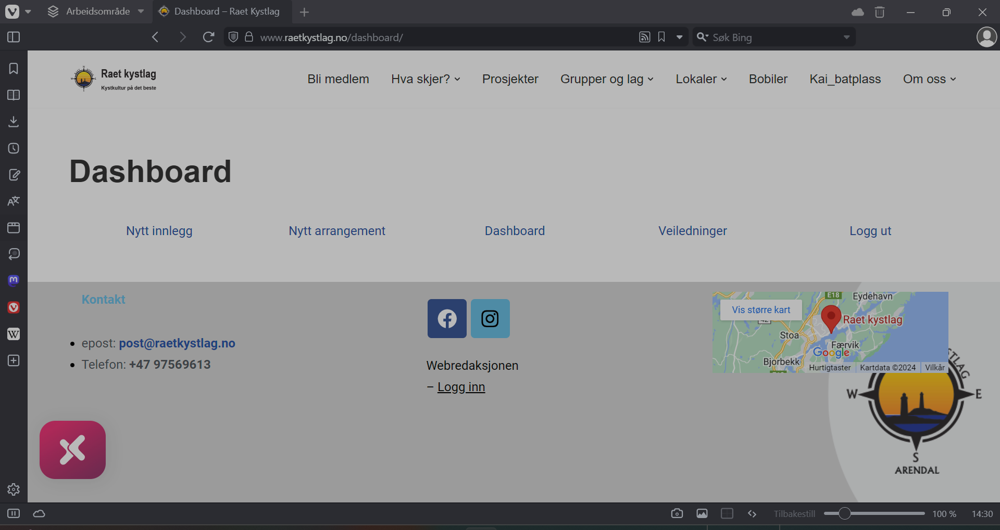 Arbeidsområde
Dashboard – Raet Kystlag
www.raetkystlag.no/dashboard/
Søk Bing
Raet kystlag
Kystkultur på det beste
Bli medlem
Hva skjer?
Prosjekter
Grupper og lag
Lokaler
Bobiler
Kai_batplass
Om oss
Dashboard
Nytt innlegg
Nytt arrangement
Dashboard
Veiledninger
Logg ut
Kontakt
epost: post@raetkystlag.no
Telefon: +47 97569613
Webredaksjonen
– Logg inn
Vis større kart
E18
Eydehavn
42
Raet kystlag
Stoa
Færvik
Google
Bjorbekk
Hurtigtaster
Kartdata ©2024
Vilkår
W
E
S
ARENDAL
W
Tilbakestill
100 %
14:30